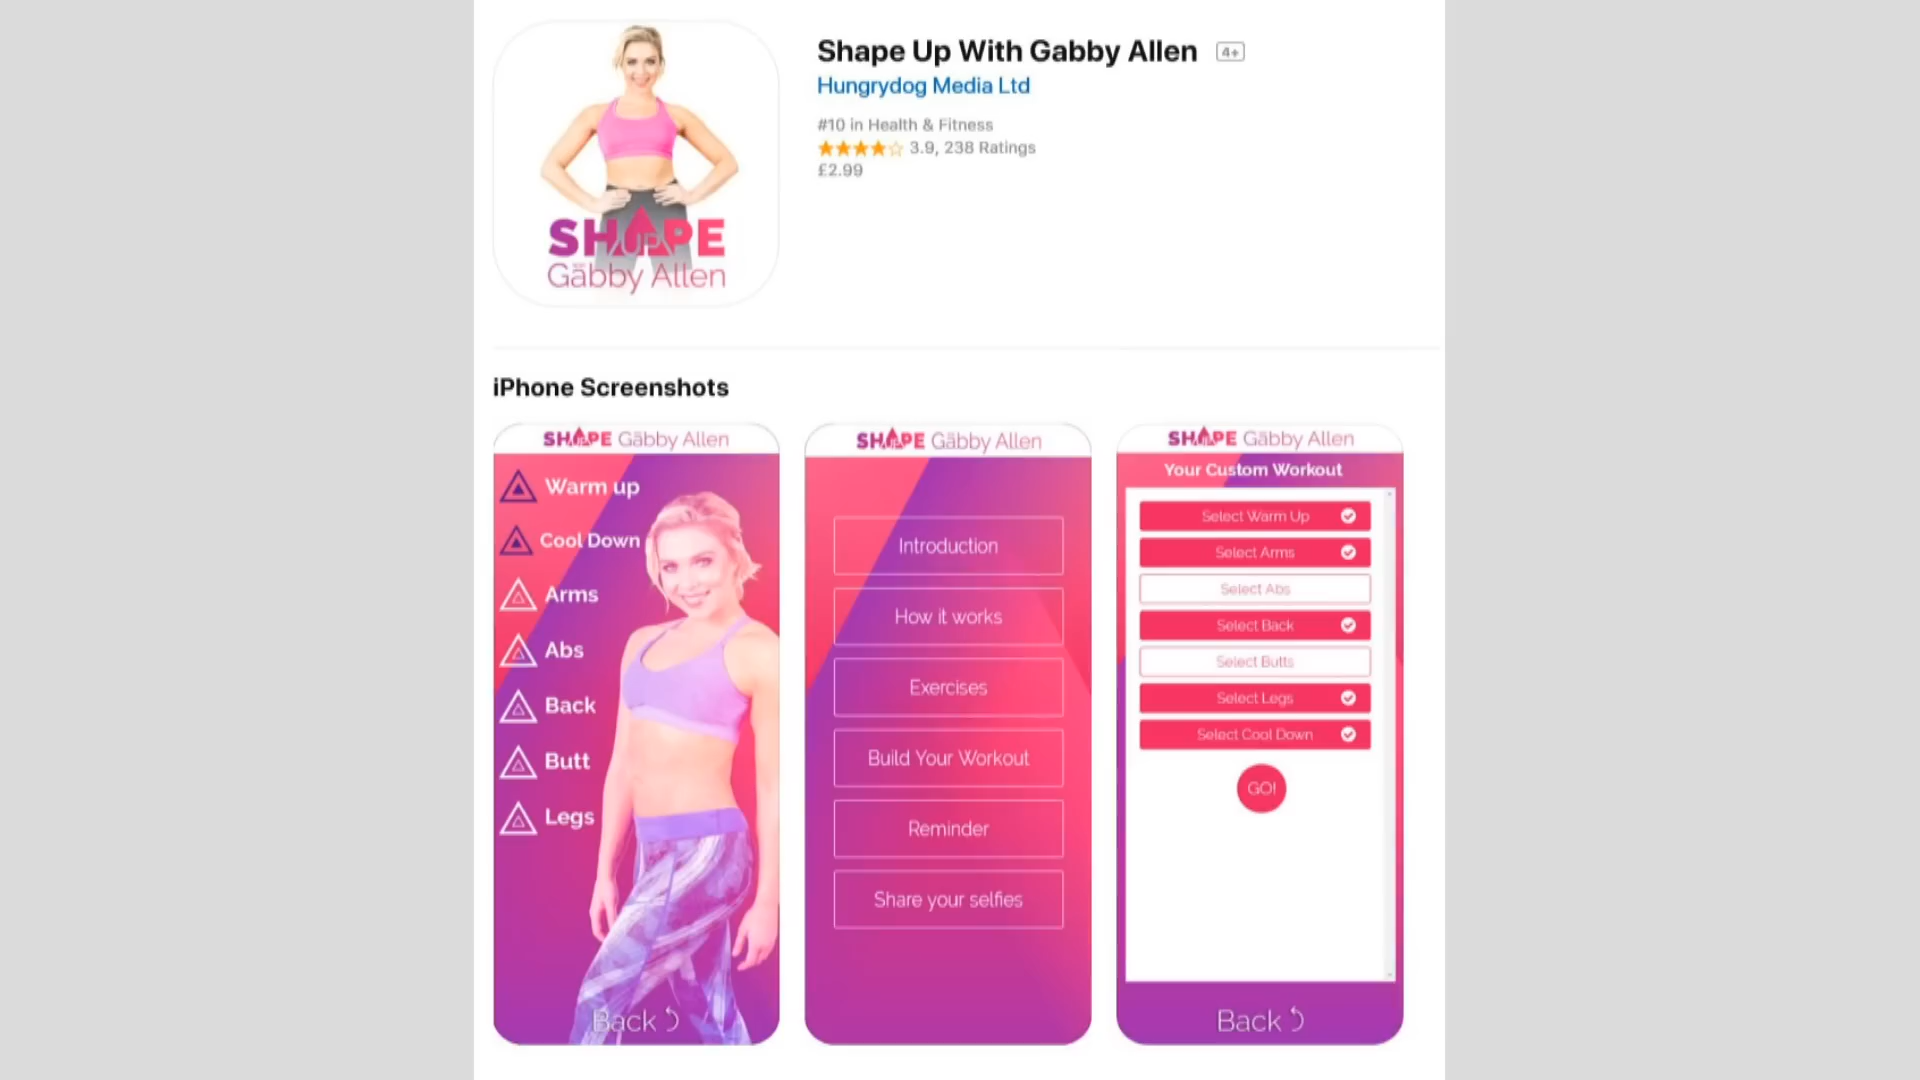 Shape Up With Gabby Allen 4+
Hungrydog Media Ltd
#10 in Health & Fitness
3.9, 238 Ratings
£2.99
SHAPE
UP
Gabby Allen
iPhone Screenshots
SHAPE UP Gabby Allen
Warm up
Cool Down
Arms
Abs
Back
Butt
Legs
Back
SHAPE UP Gabby Allen
Introduction
How it works
Exercises
Build Your Workout
Reminder
Share your selfies
SHAPE UP Gabby Allen
Your Custom Workout
Select Warm Up
Select Arms
Select Abs
Select Back
Select Butts
Select Legs
Select Cool Down
GO!
Back